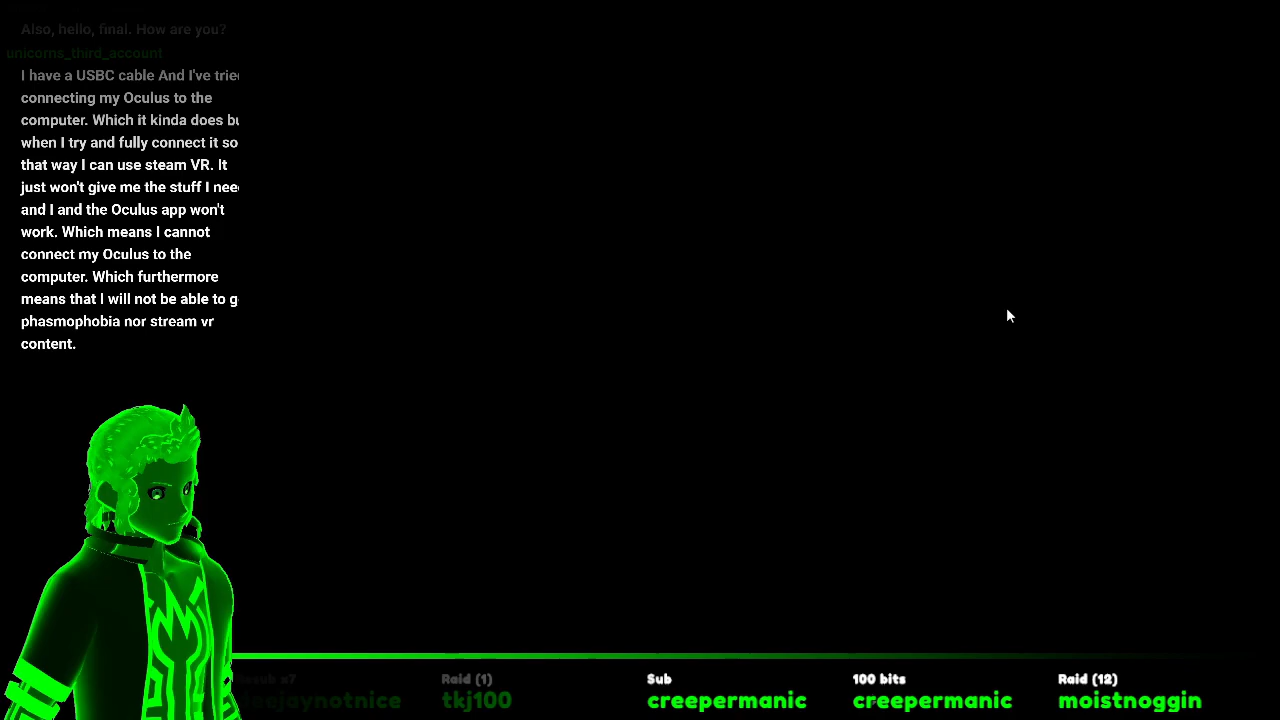 Also, hello, final. How are you?
unicorns_third_account
I have a USBC cable And I've tried
connecting my Oculus to the
computer. Which it kinda does bu
when I try and fully connect it so
that way I can use steam VR. It
just won't give me the stuff I nee
and I and the Oculus app won't
work. Which means I cannot
connect my Oculus to the
computer. Which furthermore
means that I will not be able to g
phasmophobia nor stream vr
content.
x7 Raid (1) Sub 100 bits Raid (12)
eejaynotnice tkj100 creepermanic creepermanic moistnoggin